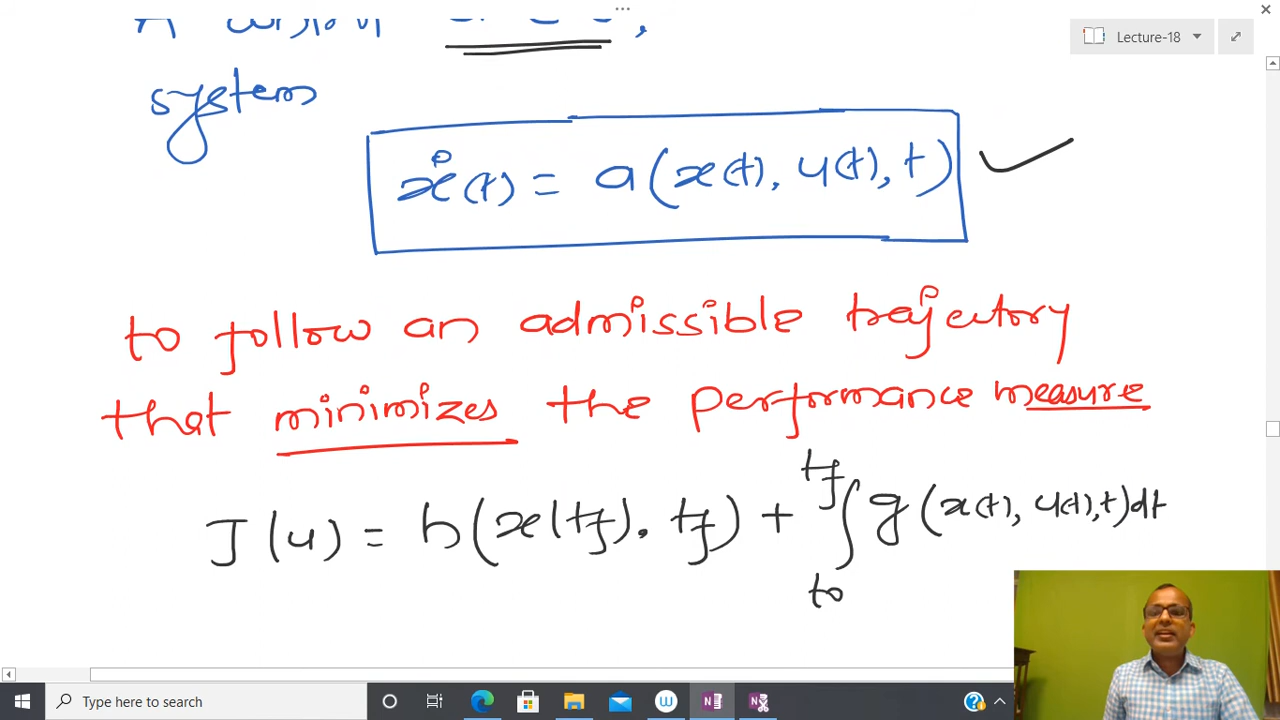 Lecture-18
A
system
ẋ(t) = a(x(t), u(t), t)
to follow an admissible trajectory
that minimizes the performance measure
J(u) = h(x(tf), tf) + ∫ t0 tf g(x(t), u(t), t)dt
Type here to search